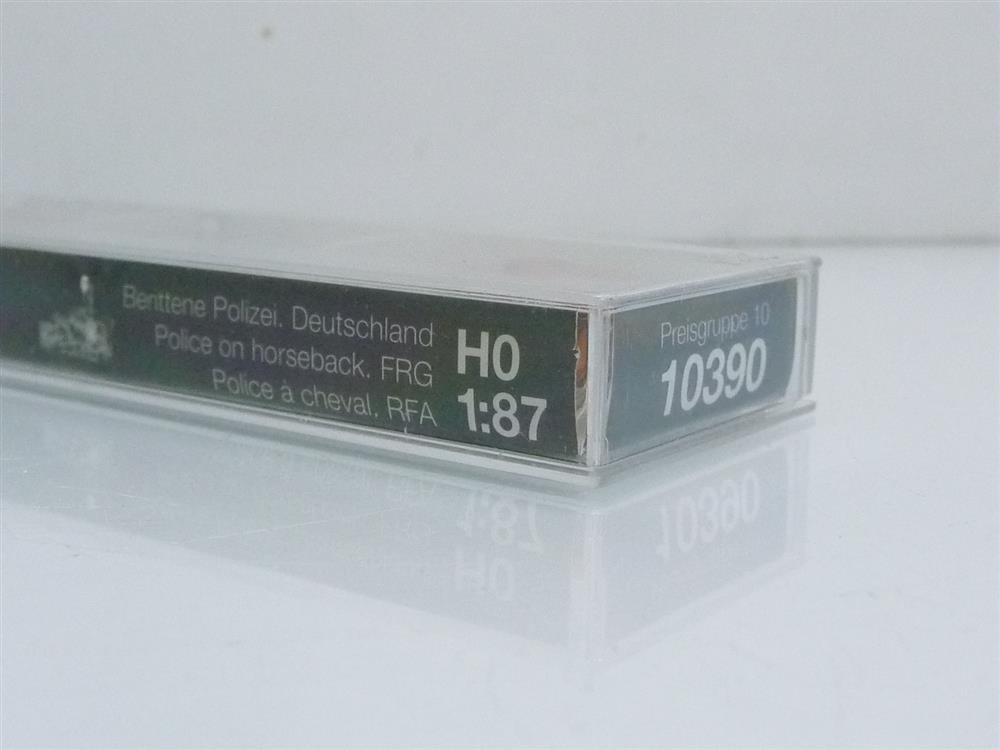 Benttene Polizei. Deutschland
Police on horseback. FRG
Police à cheval. RFA
H0
1:87
Preisgruppe 10
10390